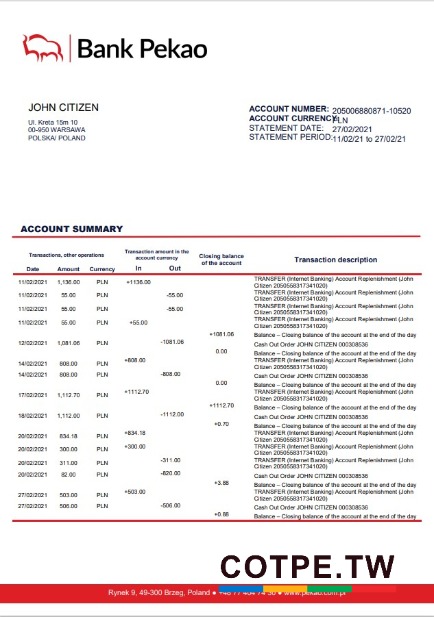 Bank Pekao
JOHN CITIZEN
Ul. Kreta 15m 10
00-950 WARSAWA
POLSKA/ POLAND
ACCOUNT NUMBER: 205006880871-10520
ACCOUNT CURRENCY: PLN
STATEMENT DATE: 27/02/2021
STATEMENT PERIOD: 11/02/21 to 27/02/21
ACCOUNT SUMMARY
Transactions, other operations
Transaction amount in the
account currency
Closing balance
of the account
Transaction description
Date Amount Currency In Out
11/02/2021 1,136.00 PLN +1136.00 TRANSFER (Internet Banking) Account Replenishment (John
Citizen 2050558317341020)
11/02/2021 55.00 PLN -55.00 TRANSFER (Internet Banking) Account Replenishment (John
Citizen 2050558317341020)
11/02/2021 55.00 PLN -55.00 TRANSFER (Internet Banking) Account Replenishment (John
Citizen 2050558317341020)
11/02/2021 55.00 PLN +55.00 TRANSFER (Internet Banking) Account Replenishment (John
Citizen 2050558317341020)
+1081.06 Balance – Closing balance of the account at the end of the day
12/02/2021 1,081.06 PLN -1081.06 Cash Out Order JOHN CITIZEN 000308536
0.00 Balance – Closing balance of the account at the end of the day
14/02/2021 808.00 PLN +808.00 TRANSFER (Internet Banking) Account Replenishment (John
Citizen 2050558317341020)
14/02/2021 808.00 PLN -808.00 Cash Out Order JOHN CITIZEN 000308536
0.00 Balance – Closing balance of the account at the end of the day
17/02/2021 1,112.70 PLN +1112.70 TRANSFER (Internet Banking) Account Replenishment (John
Citizen 2050558317341020)
+1112.70 Balance – Closing balance of the account at the end of the day
18/02/2021 1,112.00 PLN -1112.00 Cash Out Order JOHN CITIZEN 000308536
+0.70 Balance – Closing balance of the account at the end of the day
20/02/2021 834.18 PLN +834.18 TRANSFER (Internet Banking) Account Replenishment (John
Citizen 2050558317341020)
20/02/2021 300.00 PLN +300.00 TRANSFER (Internet Banking) Account Replenishment (John
Citizen 2050558317341020)
20/02/2021 311.00 PLN -311.00 TRANSFER (Internet Banking) Account Replenishment (John
Citizen 2050558317341020)
20/02/2021 82.00 PLN -820.00 Cash Out Order JOHN CITIZEN 000308536
+3.88 Balance – Closing balance of the account at the end of the day
27/02/2021 503.00 PLN +503.00 TRANSFER (Internet Banking) Account Replenishment (John
Citizen 2050558317341020)
27/02/2021 506.00 PLN -506.00 Cash Out Order JOHN CITIZEN 000308536
+0.88 Balance – Closing balance of the account at the end of the day
COTPE.TW
Rynek 9, 49-300 Brzeg, Poland ● +48 77 404 74 30 ● www.pekao.com.pl